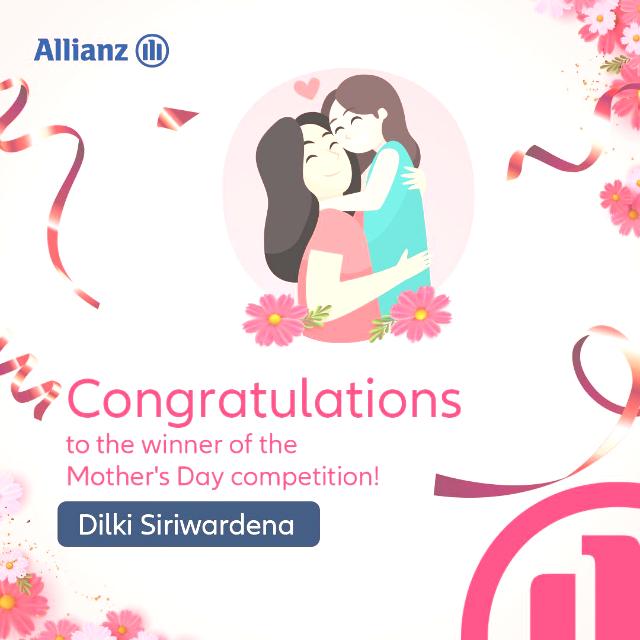 Allianz
Congratulations
to the winner of the
Mother's Day competition!
Dilki Siriwardena